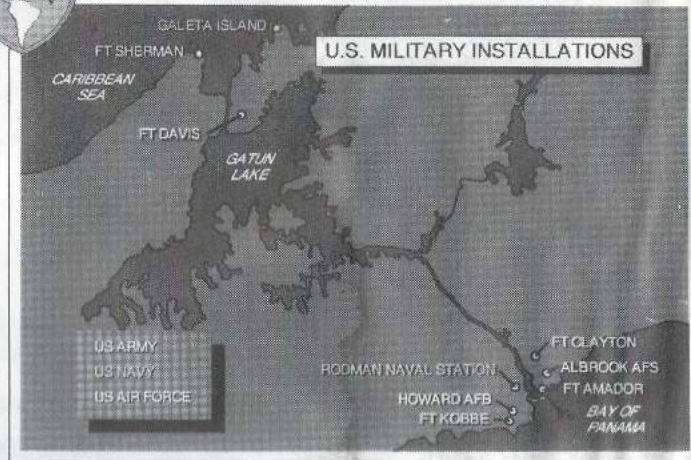 GALETA ISLAND
FT SHERMAN
U.S. MILITARY INSTALLATIONS
CARIBBEAN
SEA
FT DAVIS
GATUN
LAKE
US ARMY
US NAVY
US AIR FORCE
FT CLAYTON
RODMAN NAVAL STATION
ALBROOK AFS
FT AMADOR
HOWARD AFB
BAY OF
PANAMA
FT KOBBE